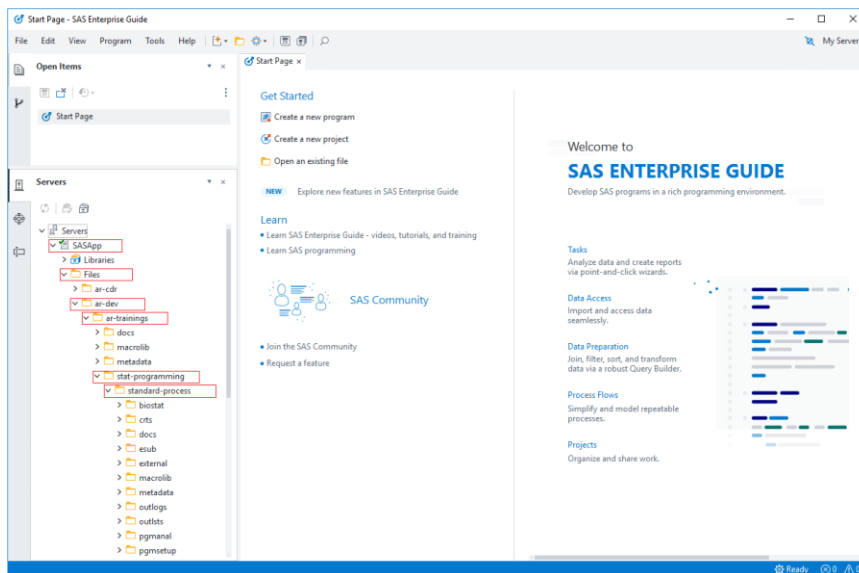 Start Page - SAS Enterprise Guide
File Edit View Program Tools Help
My Server
Open Items
Start Page
Servers
Servers
SASApp
Libraries
Files
ar-cdr
ar-dev
ar-trainings
docs
macrolib
metadata
stat-programming
standard-process
biostat
crts
docs
esub
external
macrolib
metadata
outlogs
outlsts
pgmanal
pgmsetup
Start Page
Get Started
Create a new program
Create a new project
Open an existing file
NEW Explore new features in SAS Enterprise Guide
Learn
Learn SAS Enterprise Guide - videos, tutorials, and training
Learn SAS programming
SAS Community
Join the SAS Community
Request a feature
Welcome to
SAS ENTERPRISE GUIDE
Develop SAS programs in a rich programming environment.
Tasks
Analyze data and create reports
via point-and-click wizards.
Data Access
Import and access data
seamlessly.
Data Preparation
Join, filter, sort, and transform
data via a robust Query Builder.
Process Flows
Simplify and model repeatable
processes.
Projects
Organize and share work.
Ready 0 0